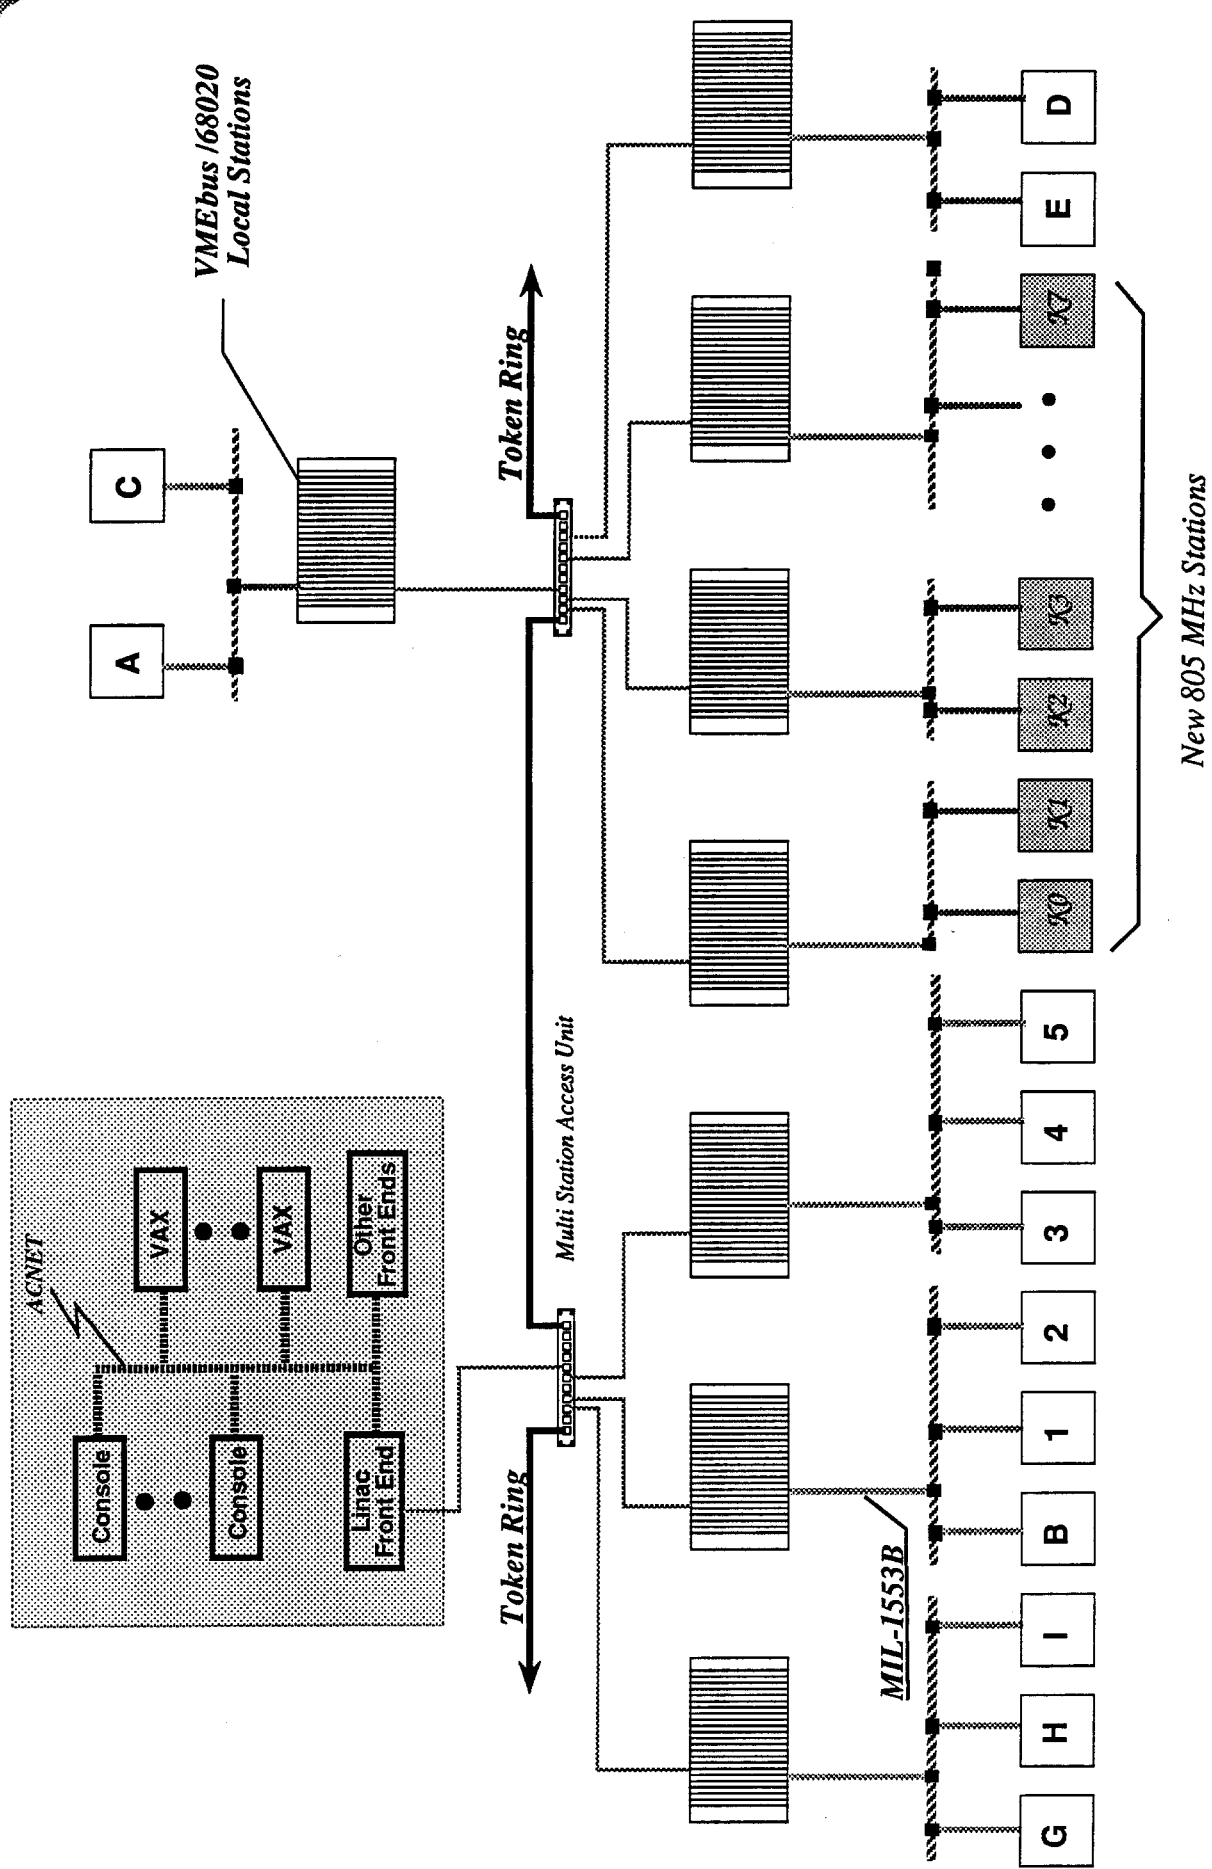 ACNET
Console
VAX
Console
VAX
Linac
Front End
Other
Front Ends
A
C
VMEbus /68020
Local Stations
Token Ring
Multi Station Access Unit
Token Ring
MIL-1553B
G
H
I
B
1
2
3
4
5
K0
K1
K2
K3
K7
E
D
New 805 MHz Stations